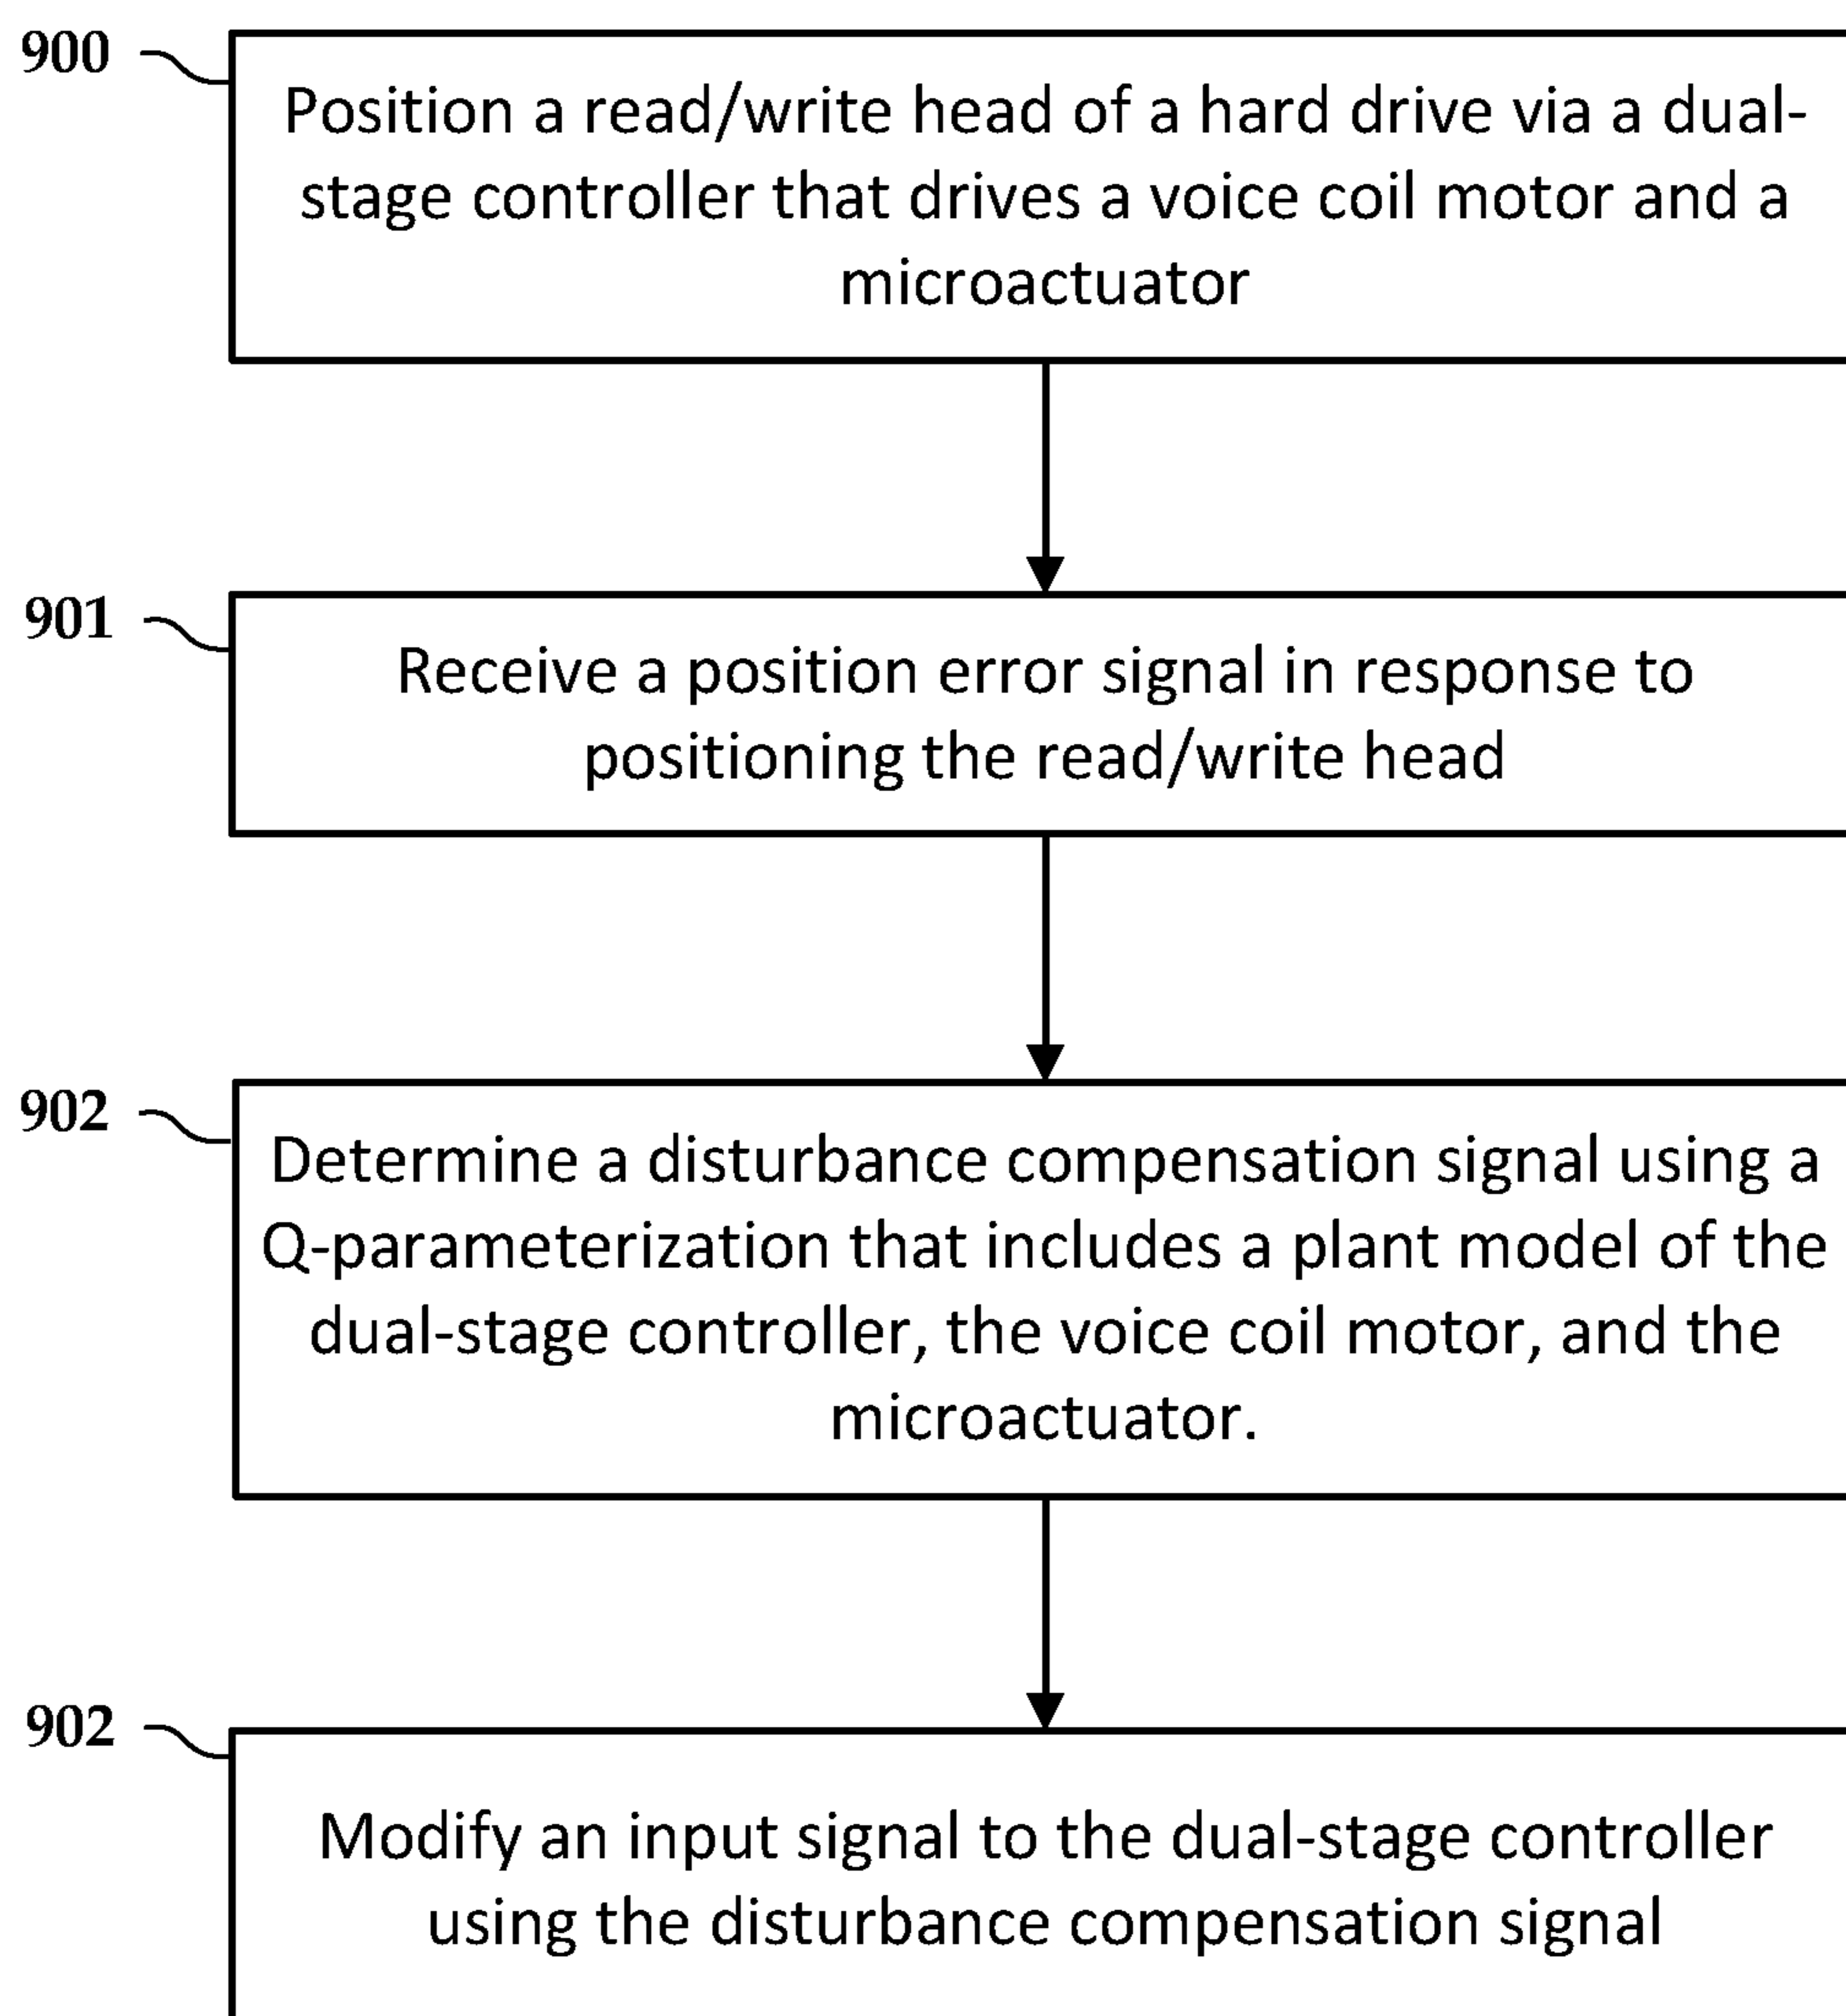 900
Position a read/write head of a hard drive via a dual-
stage controller that drives a voice coil motor and a
microactuator
901
Receive a position error signal in response to
positioning the read/write head
902
Determine a disturbance compensation signal using a
Q-parameterization that includes a plant model of the
dual-stage controller, the voice coil motor, and the
microactuator.
902
Modify an input signal to the dual-stage controller
using the disturbance compensation signal